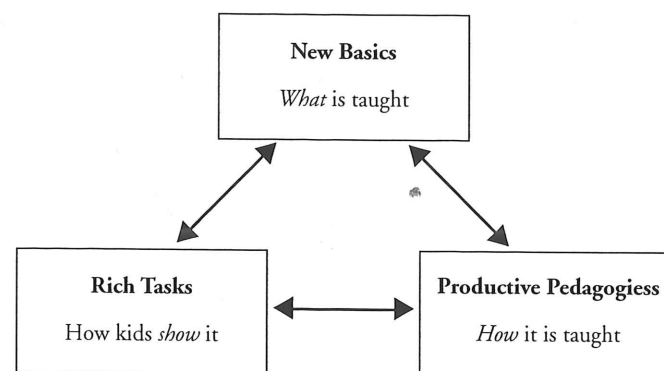 New Basics
What is taught
Rich Tasks
How kids show it
Productive Pedagogiess
How it is taught